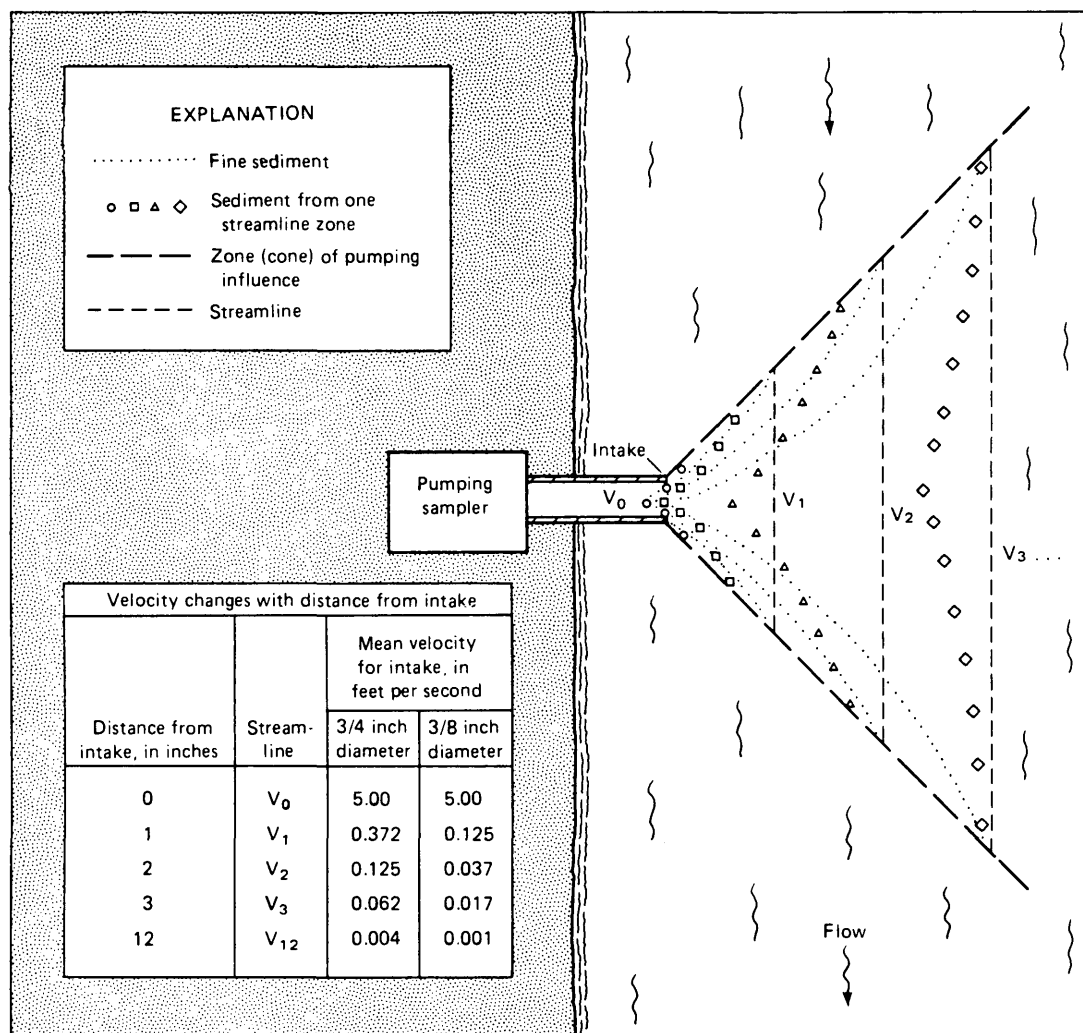 EXPLANATION
Fine sediment
Sediment from one
streamline zone
Zone (cone) of pumping
influence
Streamline
Intake
Pumping
sampler
V0
V1
V2
V3
Velocity changes with distance from intake
Mean velocity
for intake, in
feet per second
Distance from
intake, in inches
Stream-
line
3/4 inch
diameter
3/8 inch
diameter
0 V0 5.00 5.00
1 V1 0.372 0.125
2 V2 0.125 0.037
3 V3 0.062 0.017
12 V12 0.004 0.001
Flow